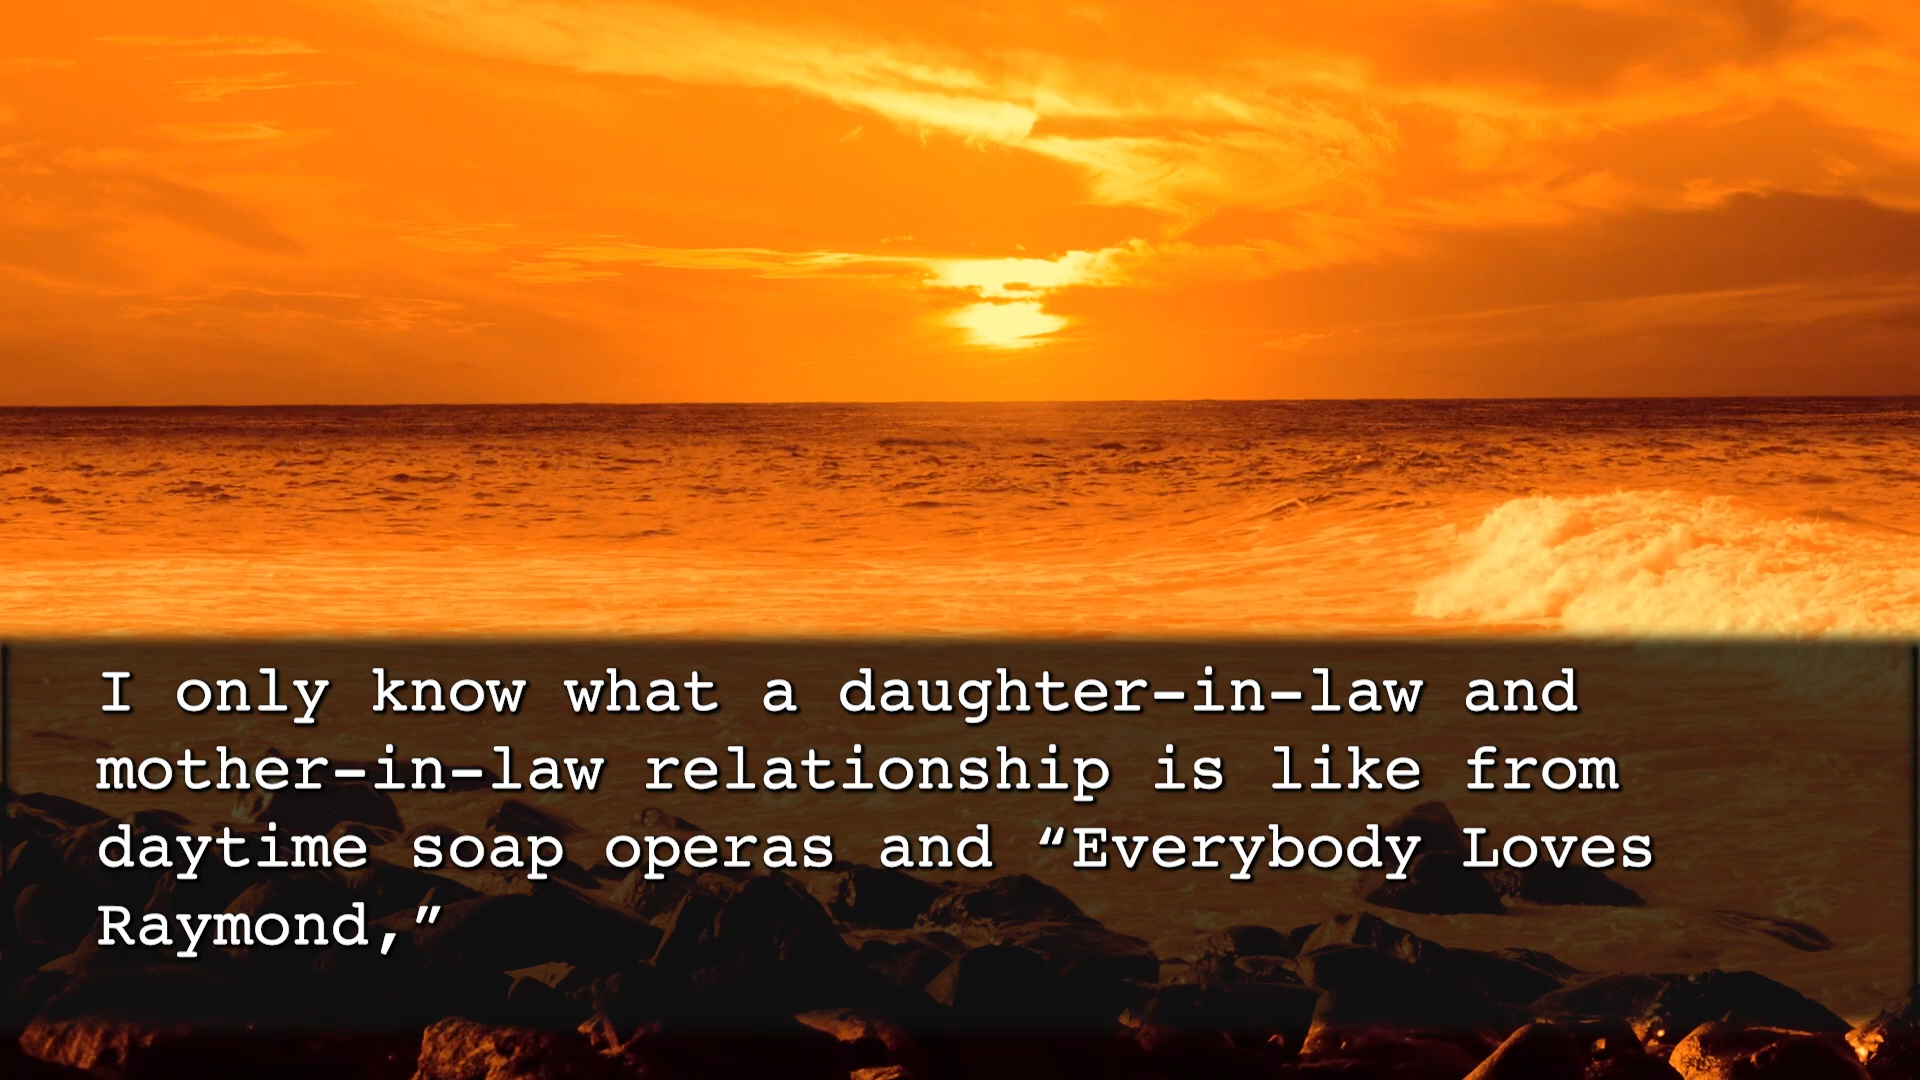 I only know what a daughter-in-law and
mother-in-law relationship is like from
daytime soap operas and “Everybody Loves
Raymond,”